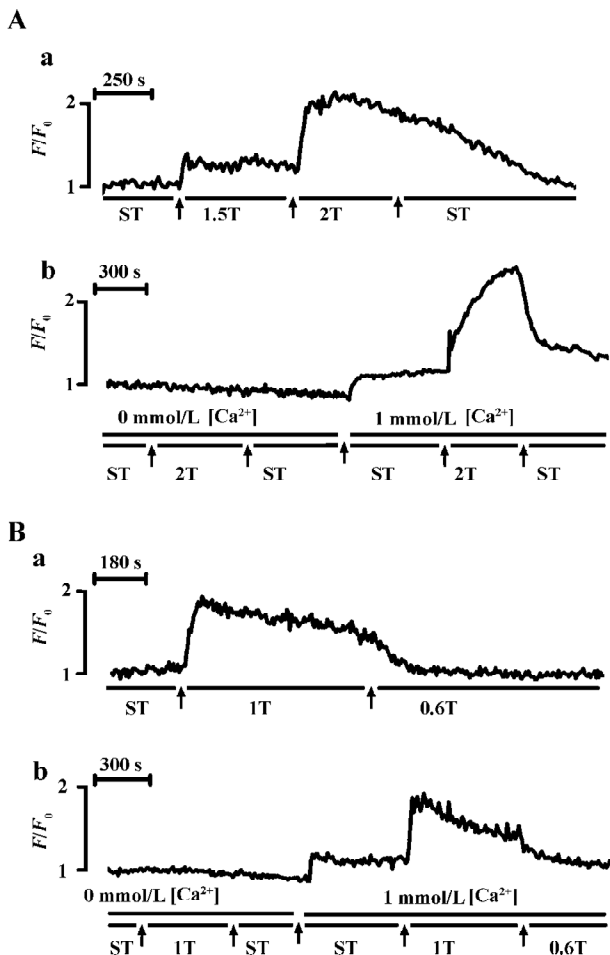 A
a
250 s
2
F/F0
1
ST 1.5T 2T ST
b
300 s
2
F/F0
1
0 mmol/L [Ca2+] 1 mmol/L [Ca2+]
ST 2T ST ST 2T ST
B
a
180 s
2
F/F0
1
ST 1T 0.6T
b
300 s
2
F/F0
1
0 mmol/L [Ca2+] 1 mmol/L [Ca2+]
ST 1T ST ST 1T 0.6T